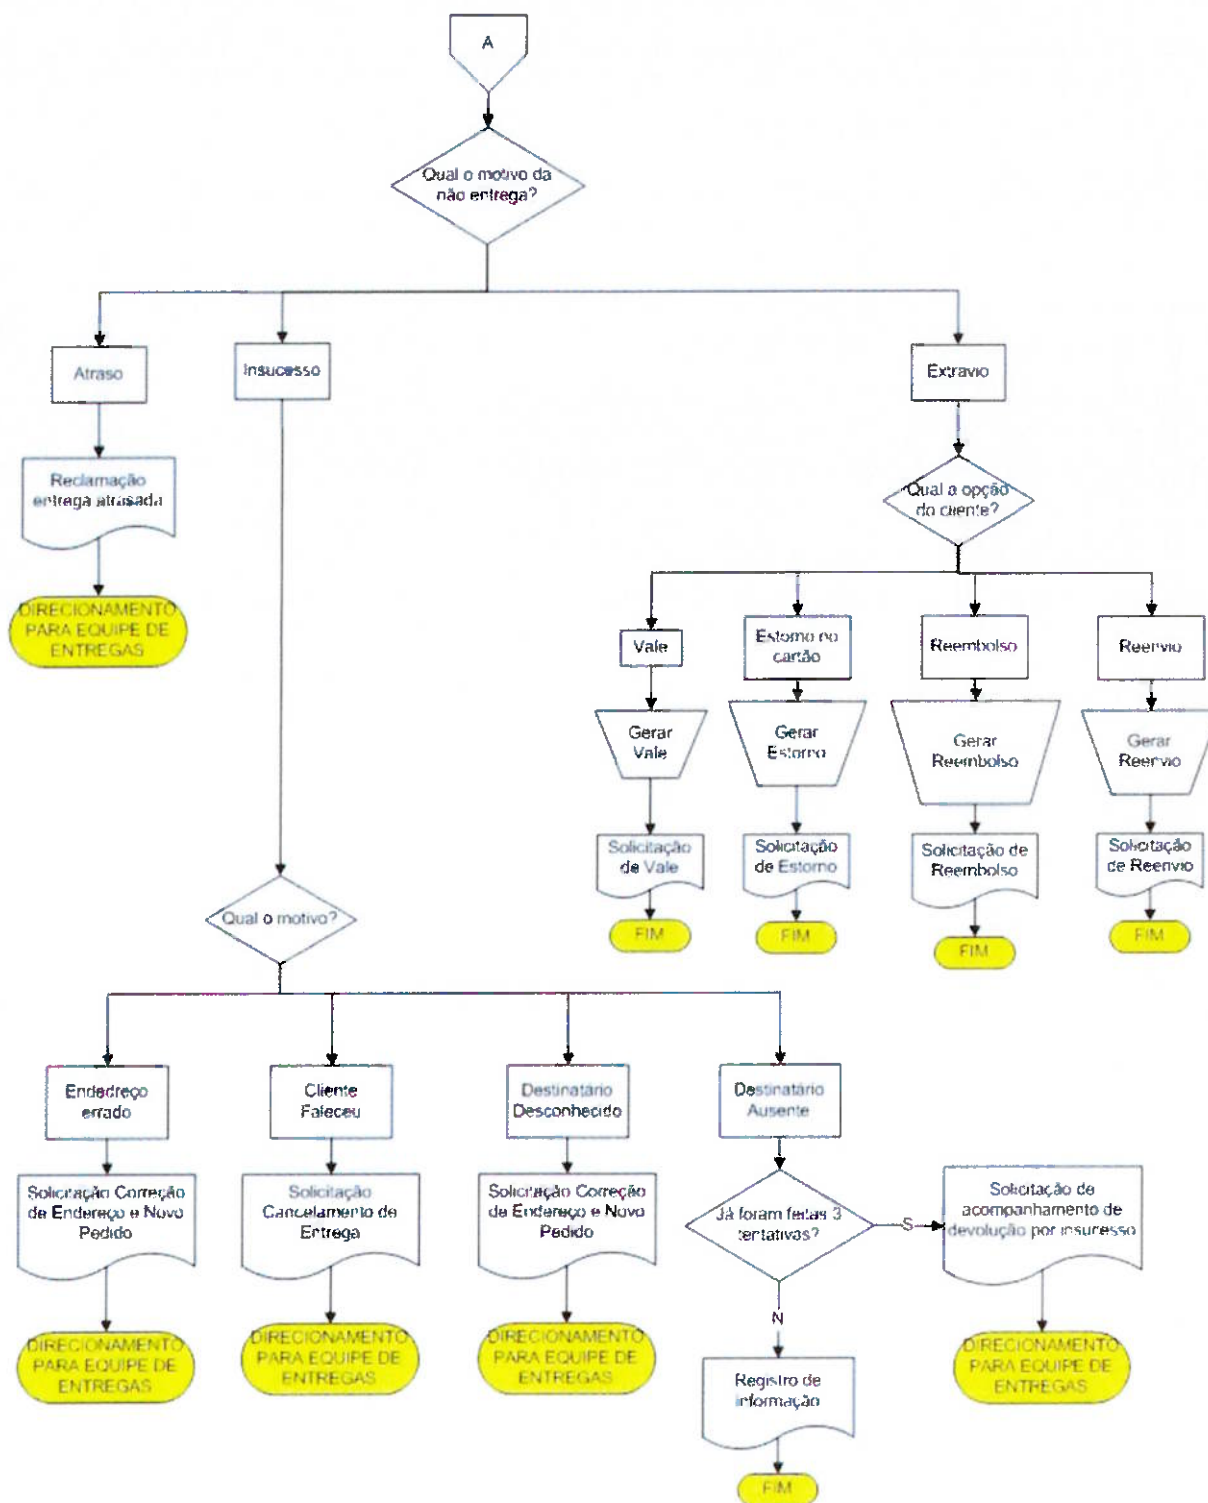 A
Qual o motivo da
não entrega?
Atraso
Insucesso
Extravio
Reclamação
entrega atrasada
Qual a opção
do cliente?
DIRECIONAMENTO
PARA EQUIPE DE
ENTREGAS
Vale
Estorno no
cartão
Reembolso
Reenvio
Gerar
Vale
Gerar
Estorno
Gerar
Reembolso
Gerar
Reenvio
Solicitação
de Vale
Solicitação
de Estorno
Solicitação de
Reembolso
Solicitação
de Reenvio
FIM
FIM
FIM
FIM
Qual o motivo?
Endedreço
errado
Cliente
Faleceu
Destinatário
Desconhecido
Destinatário
Ausente
Solicitação Correção
de Endereço e Novo
Pedido
Solicitação
Cancelamento de
Entrega
Solicitação Correção
de Endereço e Novo
Pedido
Já foram feitas 3
tentativas?
S
Solicitação de
acompanhamento de
devolução por insucesso
N
DIRECIONAMENTO
PARA EQUIPE DE
ENTREGAS
DIRECIONAMENTO
PARA EQUIPE DE
ENTREGAS
DIRECIONAMENTO
PARA EQUIPE DE
ENTREGAS
DIRECIONAMENTO
PARA EQUIPE DE
ENTREGAS
Registro de
informação
FIM